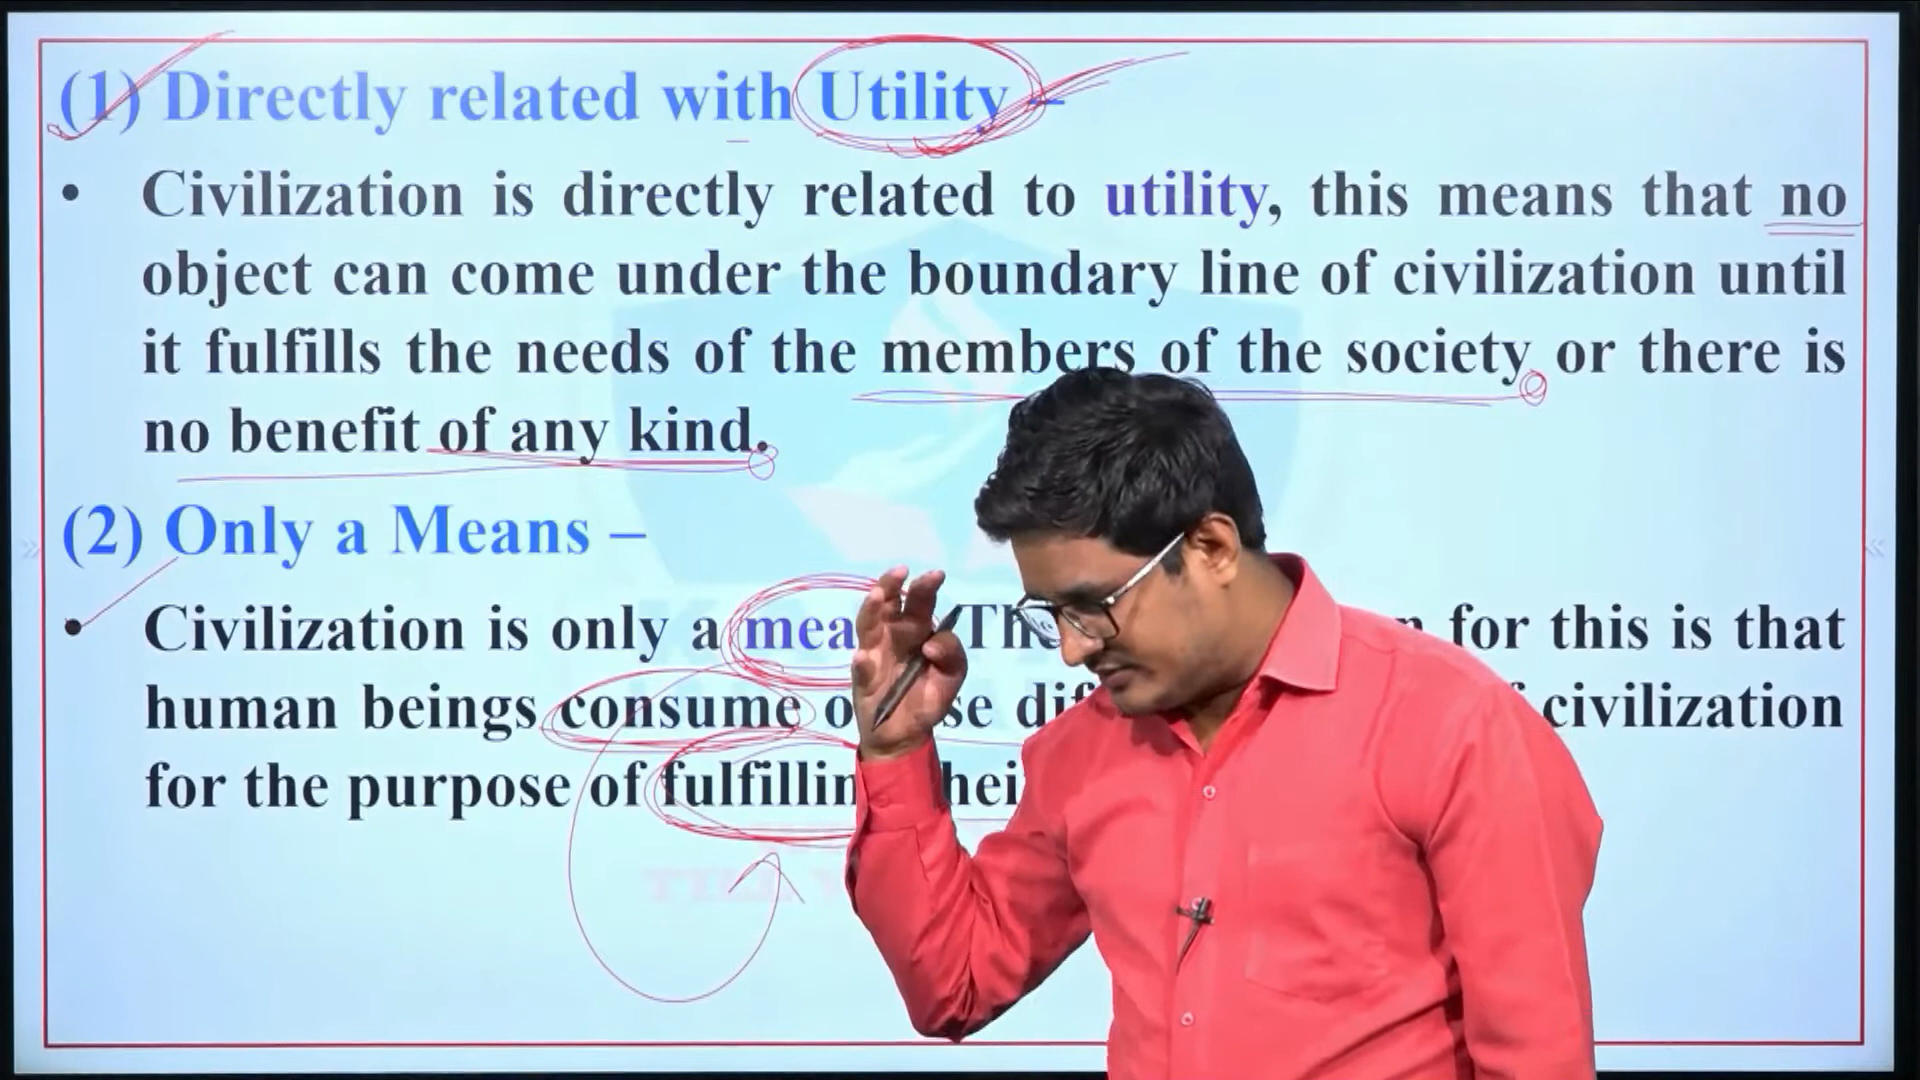 (1) Directly related with Utility –
• Civilization is directly related to utility, this means that no
object can come under the boundary line of civilization until
it fulfills the needs of the members of the society or there is
no benefit of any kind.
(2) Only a Means –
• Civilization is only a for this is that
human beings consume civilization
for the purpose of